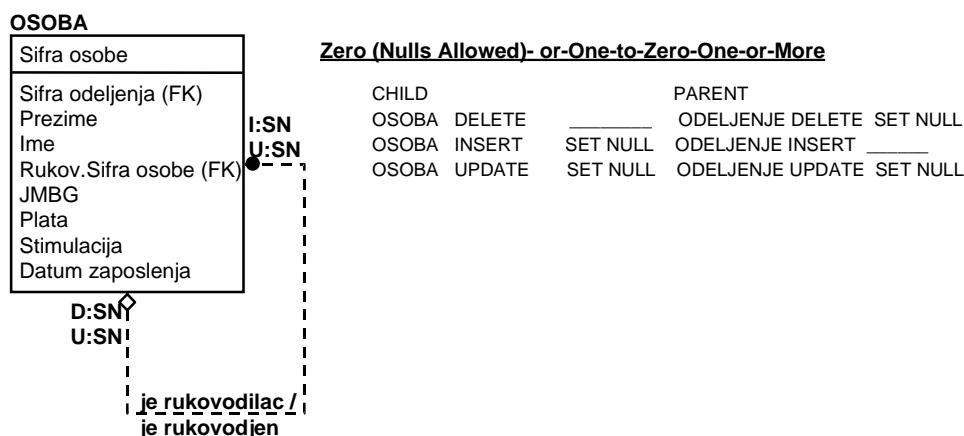 OSOBA
Sifra osobe
Sifra odeljenja (FK)
Prezime
Ime
Rukov.Sifra osobe (FK)
JMBG
Plata
Stimulacija
Datum zaposlenja
I:SN
U:SN
D:SN
U:SN
je rukovodilac /
je rukovodjen
Zero (Nulls Allowed)- or-One-to-Zero-One-or-More
CHILD PARENT
OSOBA DELETE ________ ODELJENJE DELETE SET NULL
OSOBA INSERT SET NULL ODELJENJE INSERT ______
OSOBA UPDATE SET NULL ODELJENJE UPDATE SET NULL